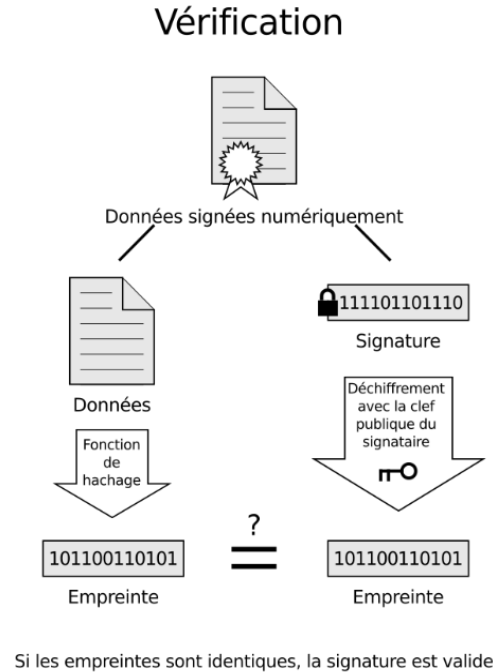 Vérification
Données signées numériquement
111101101110
Signature
Données
Déchiffrement
avec la clef
publique du
signataire
Fonction
de
hachage
?
=
101100110101
101100110101
Empreinte
Empreinte
Si les empreintes sont identiques, la signature est valide